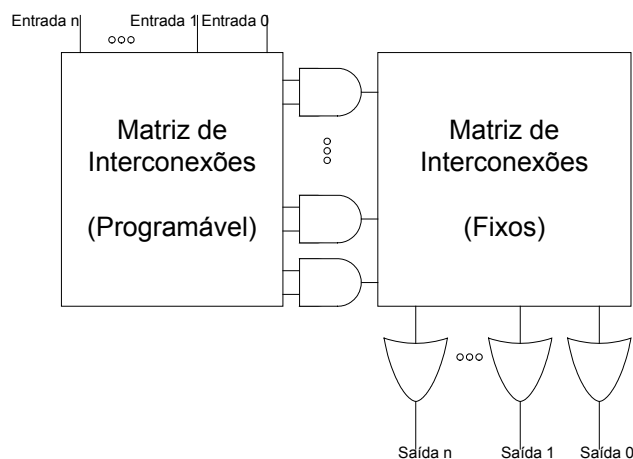 Entrada n Entrada 1 Entrada 0
Matriz de
Interconexões
(Programável)
Matriz de
Interconexões
(Fixos)
Saída n Saída 1 Saída 0